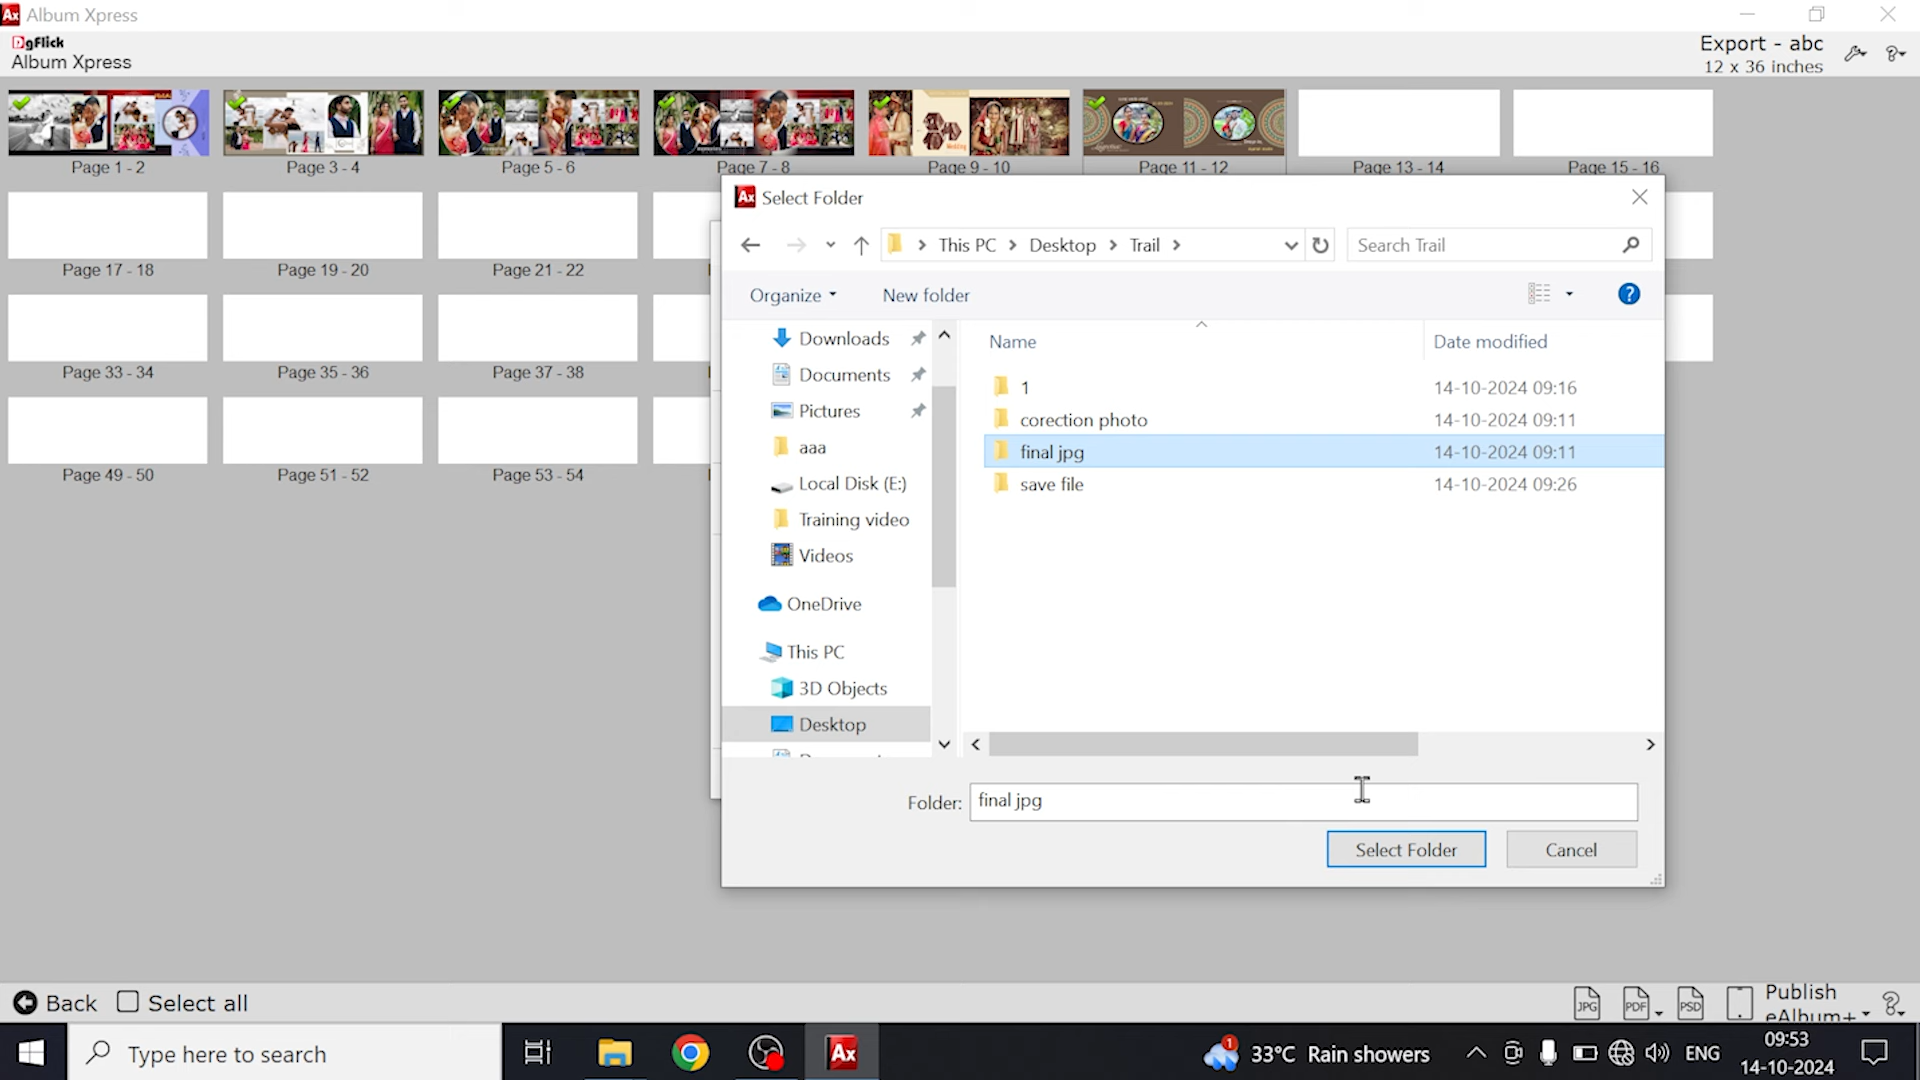 Ax Album Xpress
DgFlick
Album Xpress
Export - abc
12 x 36 inches
Page 1 - 2
Page 3 - 4
Page 5 - 6
Page 7 - 8
Page 9 - 10
Page 11 - 12
Page 13 - 14
Page 15 - 16
Page 17 - 18
Page 19 - 20
Page 21 - 22
Page 33 - 34
Page 35 - 36
Page 37 - 38
Page 49 - 50
Page 51 - 52
Page 53 - 54
Ax Select Folder
This PC
Desktop
Trail
Search Trail
Organize
New folder
?
Downloads
Documents
Pictures
aaa
Local Disk (E:)
Training video
Videos
OneDrive
This PC
3D Objects
Desktop
Name
Date modified
1
14-10-2024 09:16
corection photo
14-10-2024 09:11
final jpg
14-10-2024 09:11
save file
14-10-2024 09:26
Folder:
final jpg
Select Folder
Cancel
Back
Select all
JPG
PDF
PSD
Publish
eAlbum+
?
Type here to search
Ax
1
33°C Rain showers
ENG
09:53
14-10-2024